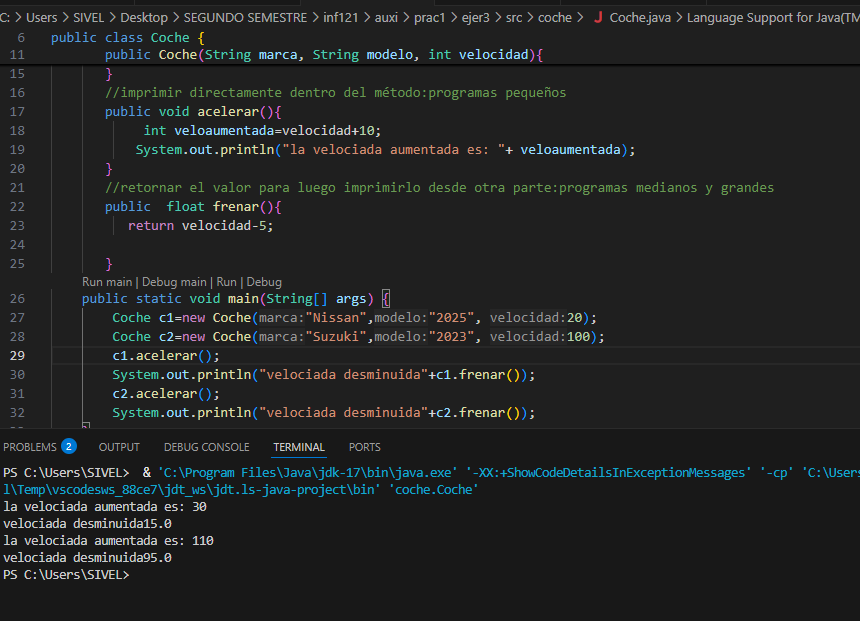 C: > Users > SIVEL > Desktop > SEGUNDO SEMESTRE > inf121 > auxi > prac1 > ejer3 > src > coche > J Coche.java > Language Support for Java(TM
6 public class Coche {
11 public Coche(String marca, String modelo, int velocidad){
15 }
16 //imprimir directamente dentro del método:programas pequeños
17 public void acelerar(){
18 int veloaumentada=velocidad+10;
19 System.out.println("la velociada aumentada es: "+ veloaumentada);
20 }
21 //retornar el valor para luego imprimirlo desde otra parte:programas medianos y grandes
22 public  float frenar(){
23 return velocidad-5;
24
25 }
Run main | Debug main | Run | Debug
26 public static void main(String[] args) {
27 Coche c1=new Coche(marca:"Nissan",modelo:"2025", velocidad:20);
28 Coche c2=new Coche(marca:"Suzuki",modelo:"2023", velocidad:100);
29 c1.acelerar();
30 System.out.println("velociada desminuida"+c1.frenar());
31 c2.acelerar();
32 System.out.println("velociada desminuida"+c2.frenar());
PROBLEMS 2 OUTPUT DEBUG CONSOLE TERMINAL PORTS
PS C:\Users\SIVEL>  & 'C:\Program Files\Java\jdk-17\bin\java.exe' '-XX:+ShowCodeDetailsInExceptionMessages' '-cp' 'C:\Users
l\Temp\vscodesws_88ce7\jdt_ws\jdt.ls-java-project\bin' 'coche.Coche'
la velociada aumentada es: 30
velociada desminuida15.0
la velociada aumentada es: 110
velociada desminuida95.0
PS C:\Users\SIVEL>